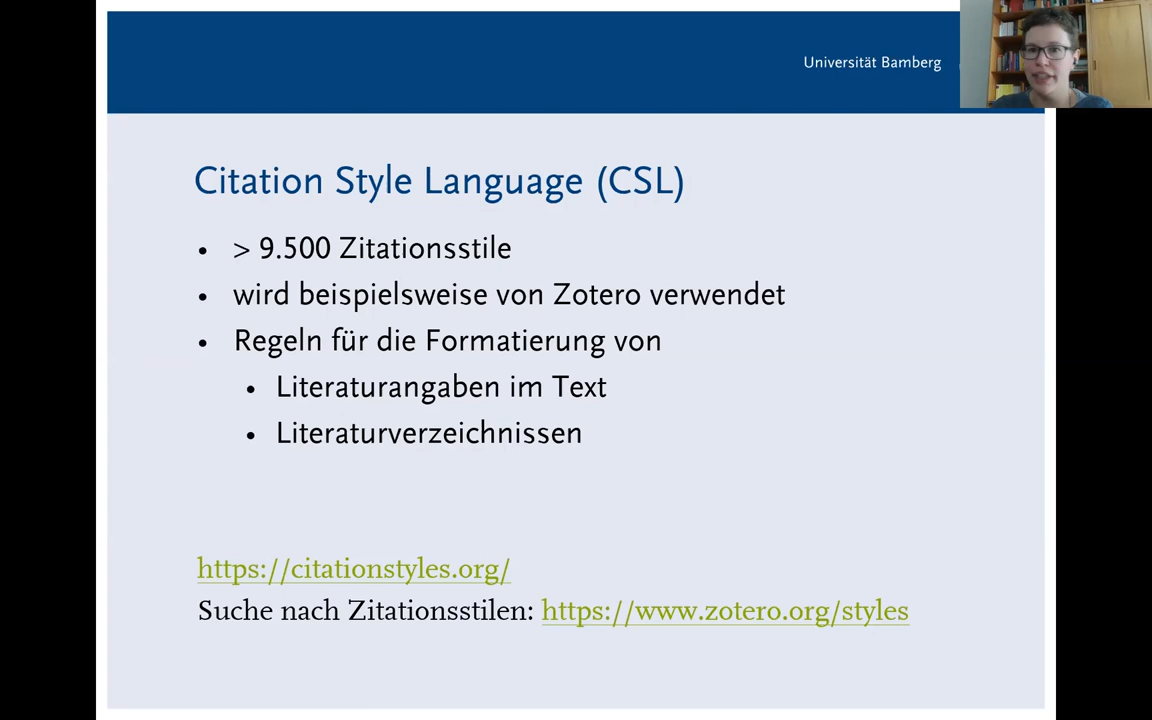 Universität Bamberg
Citation Style Language (CSL)
• > 9.500 Zitationsstile
• wird beispielsweise von Zotero verwendet
• Regeln für die Formatierung von
• Literaturangaben im Text
• Literaturverzeichnissen
https://citationstyles.org/
Suche nach Zitationsstilen: https://www.zotero.org/styles